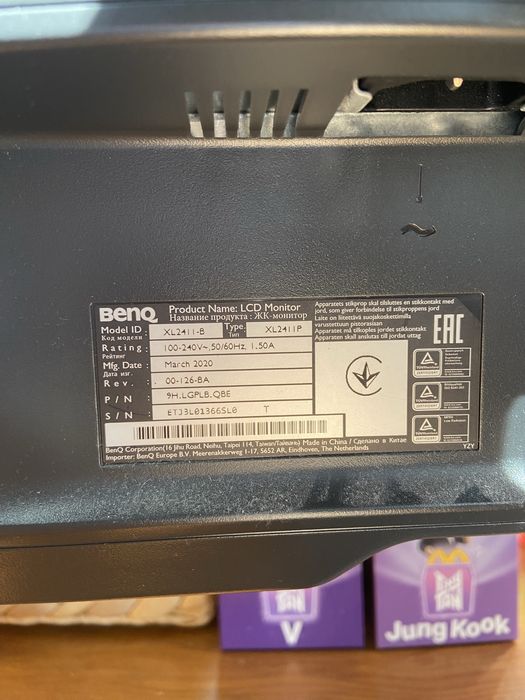 BenQ
Product Name: LCD Monitor
Название продукта : ЖК-монитор
Model ID XL2411-B Type XL2411P
Код модели Тип
Rating: 100-240V~,50/60Hz, 1.50A
Рейтинг
Mfg. Date: March 2020
Дата изг.
Rev. 00-126-BA
P/N 9H.LGPLB.QBE
S/N ETJ3L01366SL0 T
Apparatets stikprop skal tilsluttes en stikkontakt med
jord, som giver forbindelse til stikproppens jord
Laite on liitettävä suojakoskettimilla
varustettuun pistorasiaan
Apparatet må tilkoples jordet stikkontakt
Apparaten skall anslutas till jordat uttag
EAC
BenQ Corporation(16 Jihu Road, Neihu, Taipei 114, Taiwan/Тайвань) Made in China / Сделано в Китае
Importer: BenQ Europe B.V. Meerenakkerweg 1-17, 5652 AR, Eindhoven, The Netherlands
YZY
V
Jung Kook